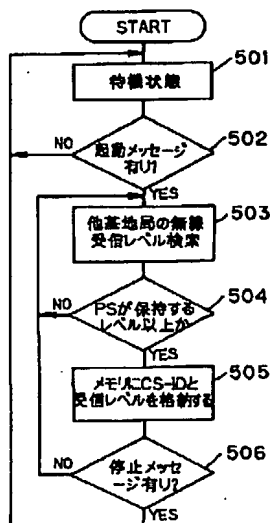 START
501
待機状態
502
起動メッセージ
有り?
NO
YES
503
他基地局の無線
受信レベル検索
504
PSが保持する
レベル以上か
NO
YES
505
メモリにCS-IDと
受信レベルを格納する
506
停止メッセ
ージ有り?
NO
YES